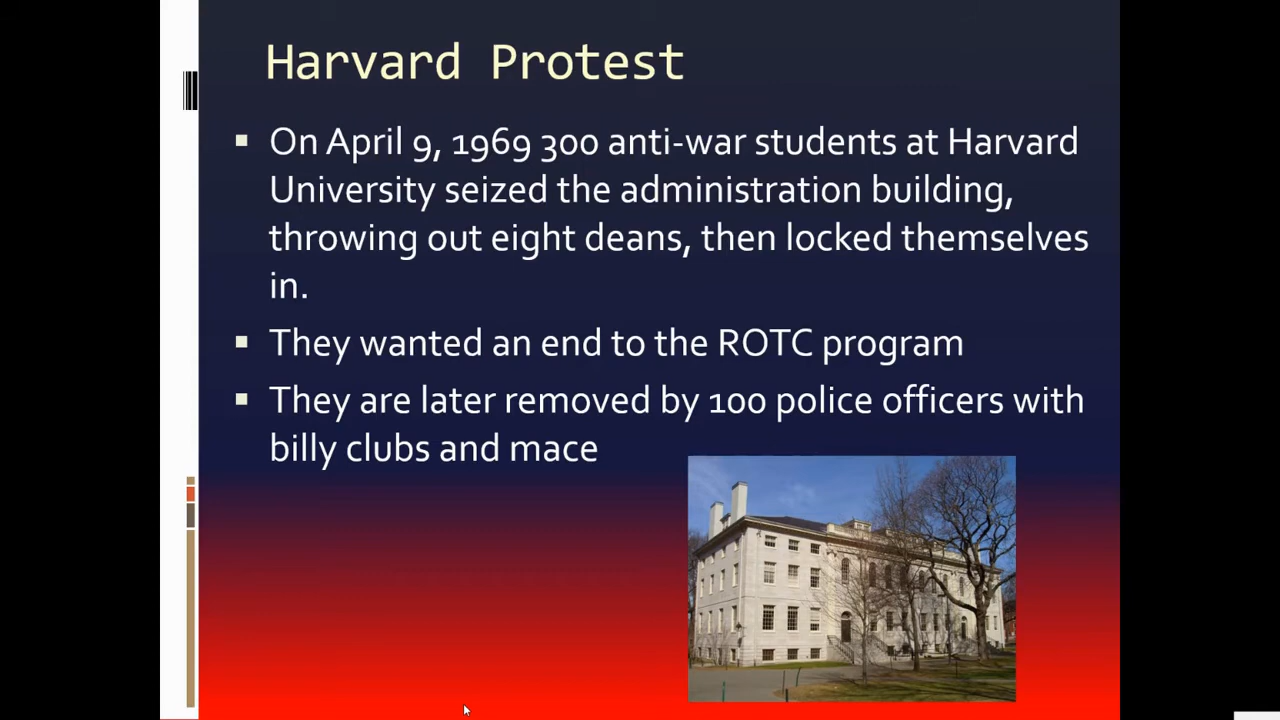 Harvard Protest
On April 9, 1969 300 anti-war students at Harvard
University seized the administration building,
throwing out eight deans, then locked themselves
in.
They wanted an end to the ROTC program
They are later removed by 100 police officers with
billy clubs and mace